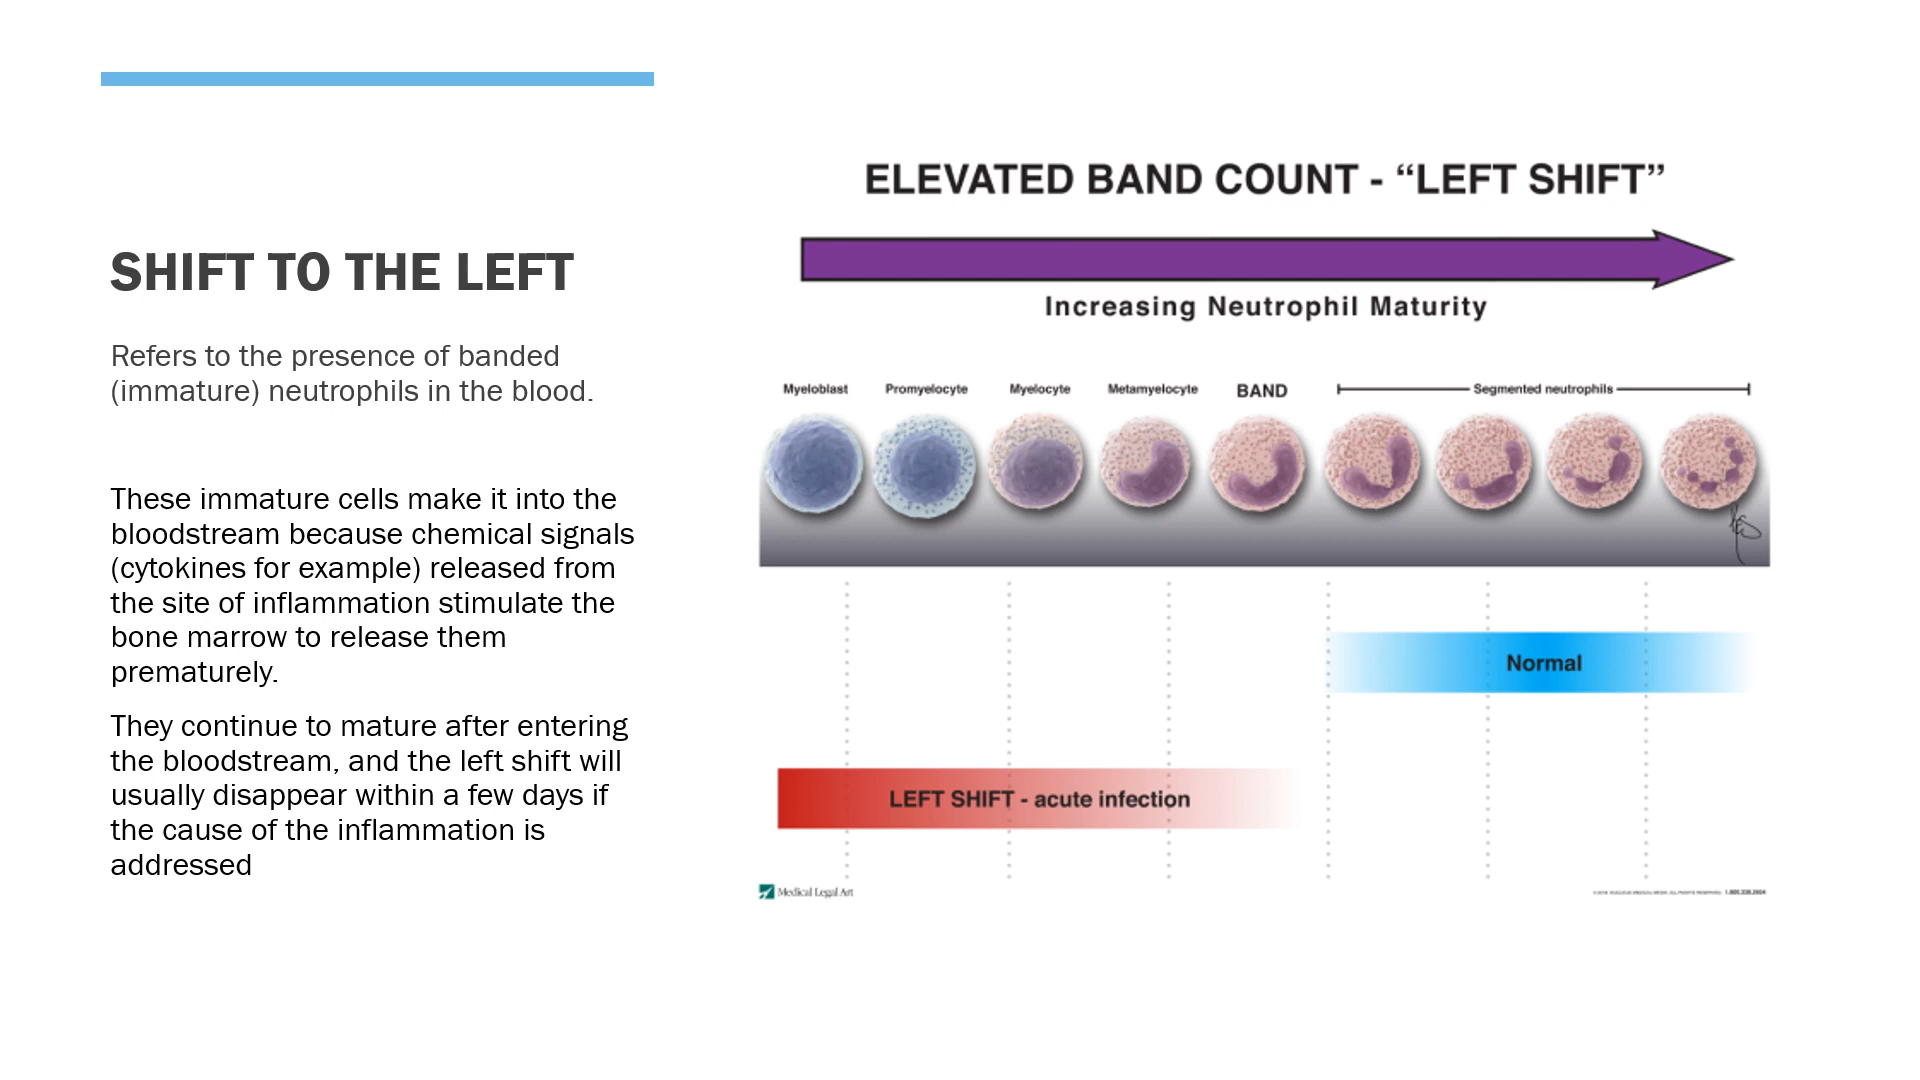 SHIFT TO THE LEFT
Refers to the presence of banded
(immature) neutrophils in the blood.
These immature cells make it into the
bloodstream because chemical signals
(cytokines for example) released from
the site of inflammation stimulate the
bone marrow to release them
prematurely.
They continue to mature after entering
the bloodstream, and the left shift will
usually disappear within a few days if
the cause of the inflammation is
addressed
ELEVATED BAND COUNT - “LEFT SHIFT”
Increasing Neutrophil Maturity
Myeloblast Promyelocyte Myelocyte Metamyelocyte BAND Segmented neutrophils
Normal
LEFT SHIFT - acute infection
Medical Legal Art